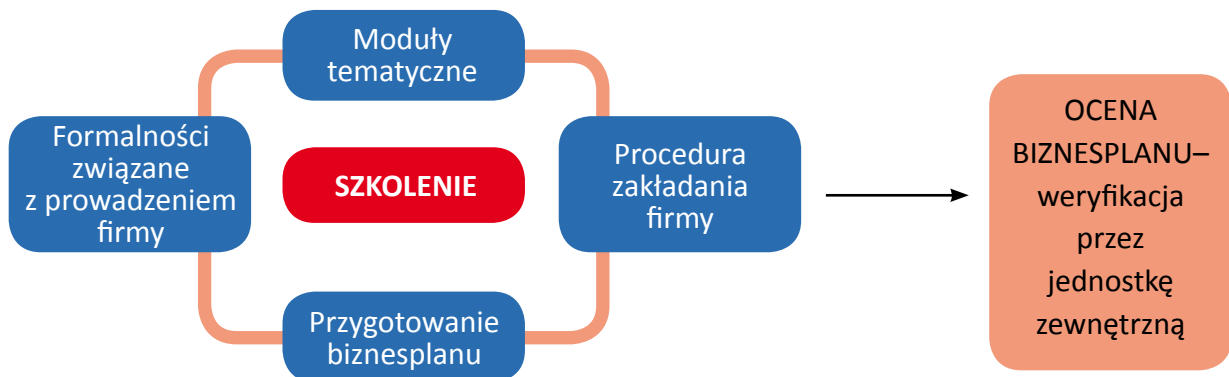 Moduły
tematyczne
Formalności
związane
z prowadzeniem
firmy
SZKOLENIE
Procedura
zakładania
firmy
Przygotowanie
biznesplanu
OCENA
BIZNESPLANU–
weryfikacja
przez
jednostkę
zewnętrzną